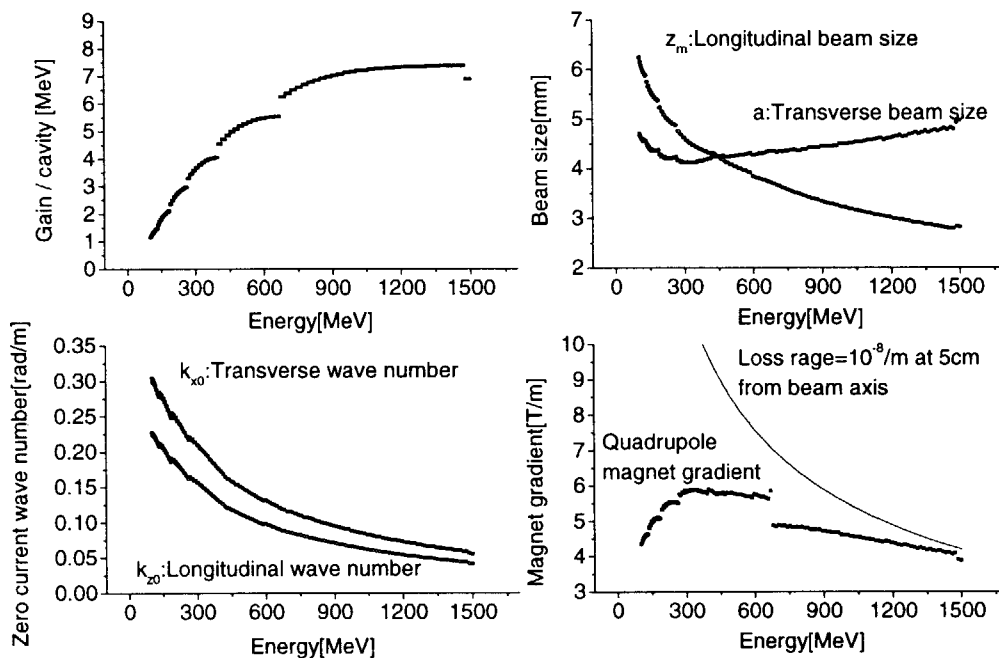 Gain / cavity [MeV]
9
8
7
6
5
4
3
2
1
0
0 300 600 900 1200 1500
Energy[MeV]
Beam size[mm]
7
6
5
4
3
2
z_m:Longitudinal beam size
a:Transverse beam size
0 300 600 900 1200 1500
Energy[MeV]
Zero current wave number[rad/m]
0.35
0.30
0.25
0.20
0.15
0.10
0.05
0.00
k_x0:Transverse wave number
k_z0:Longitudinal wave number
0 300 600 900 1200 1500
Energy[MeV]
Magnet gradient[T/m]
10
9
8
7
6
5
4
3
Loss rage=10⁻⁸/m at 5cm
from beam axis
Quadrupole
magnet gradient
0 300 600 900 1200 1500
Energy[MeV]